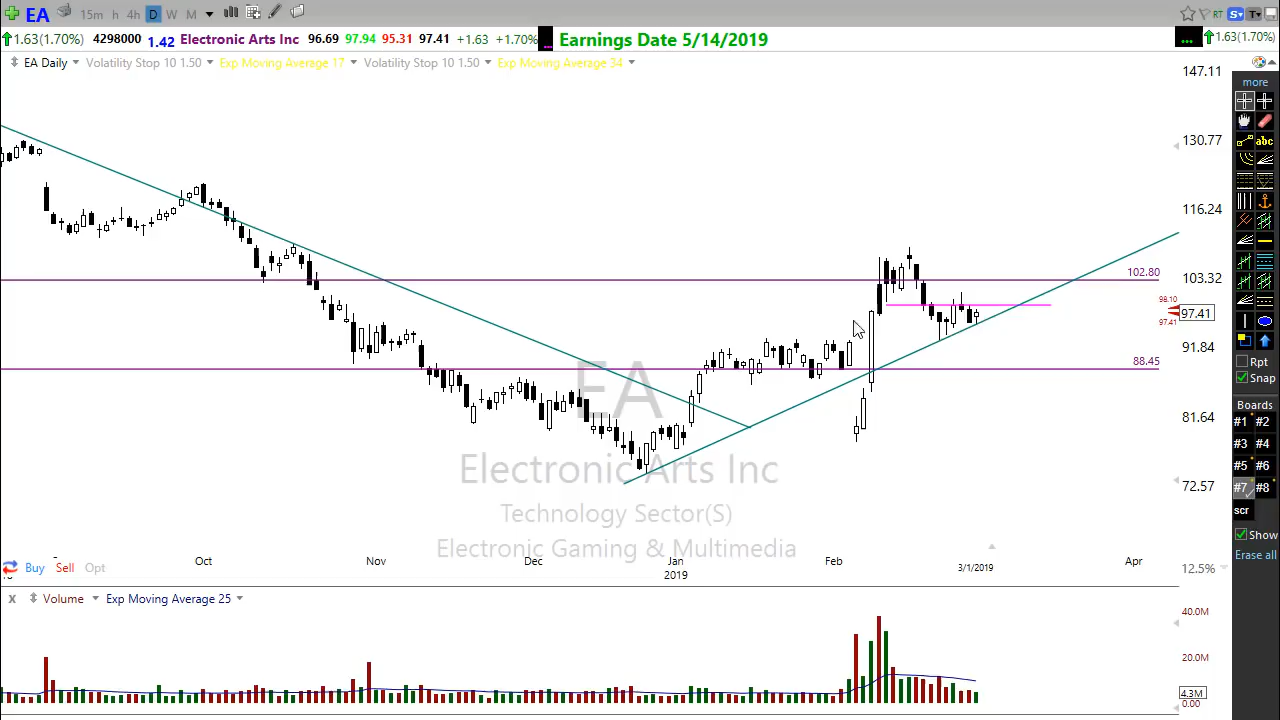 EA 15m h 4h D W M RT S T
1.63(1.70%) 4298000 1.42 Electronic Arts Inc 96.69 97.94 95.31 97.41 +1.63 +1.70% ... Earnings Date 5/14/2019 ... 1.63(1.70%)
EA Daily Volatility Stop 10 1.50 Exp Moving Average 17 Volatility Stop 10 1.50 Exp Moving Average 34
147.11
more
130.77
abc
116.24
102.80
103.32
98.10
97.41
97.41
91.84
88.45
Rpt
Snap
EA
Boards
81.64
#1 #2
#3 #4
Electronic Arts Inc
#5 #6
72.57
#7 #8
Technology Sector(S)
scr
Show
Electronic Gaming & Multimedia
Erase all
Oct Nov Dec Jan Feb Apr
2019 3/1/2019
Buy Sell Opt
12.5%
X Volume Exp Moving Average 25
40.0M
20.0M
4.3M
0.00